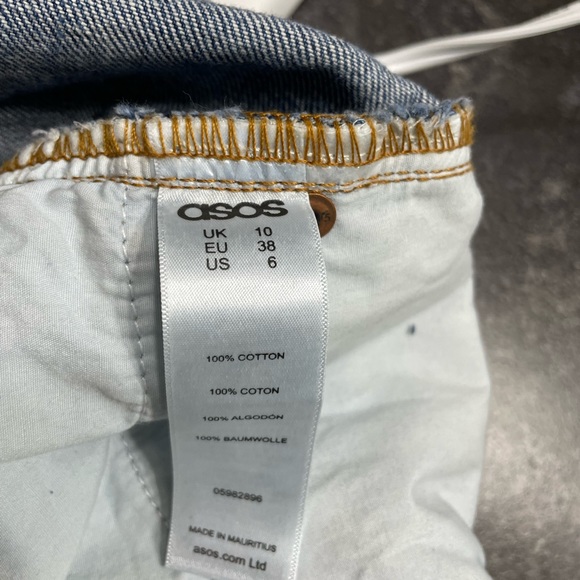 asos
UK 10
EU 38
US 6
100% COTTON
100% COTON
100% ALGODÓN
100% BAUMWOLLE
05982896
MADE IN MAURITIUS
asos.com Ltd